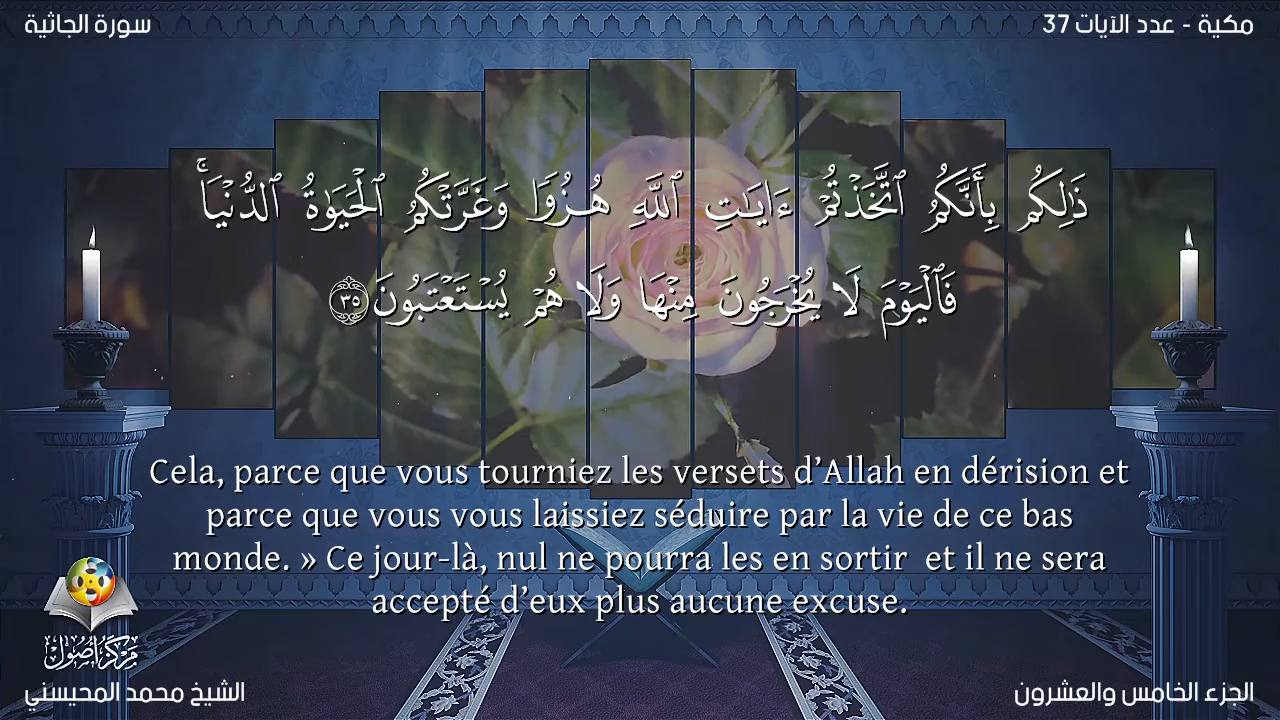 سورة الجاثية
مكية - عدد الآيات 37
ذَٰلِكُم بِأَنَّكُمُ ٱتَّخَذۡتُمۡ ءَايَٰتِ ٱللَّهِ هُزُوٗا وَغَرَّتۡكُمُ ٱلۡحَيَوٰةُ ٱلدُّنۡيَاۚ
فَٱلۡيَوۡمَ لَا يُخۡرَجُونَ مِنۡهَا وَلَا هُمۡ يُسۡتَعۡتَبُونَ ٣٥
Cela, parce que vous tourniez les versets d’Allah en dérision et
parce que vous vous laissiez séduire par la vie de ce bas
monde. » Ce jour-là, nul ne pourra les en sortir et il ne sera
accepté d’eux plus aucune excuse.
مركز أصول
الشيخ محمد المحيسني
الجزء الخامس والعشرون